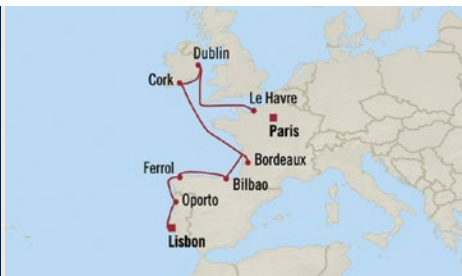 Dublin
Cork
Le Havre
Paris
Bordeaux
Ferrol
Bilbao
Oporto
Lisbon